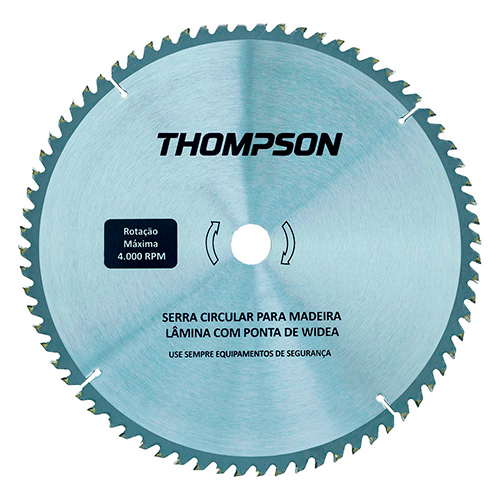 THOMPSON
Rotação
Máxima
4.000 RPM
SERRA CIRCULAR PARA MADEIRA
LÂMINA COM PONTA DE WIDEA
USE SEMPRE EQUIPAMENTOS DE SEGURANÇA